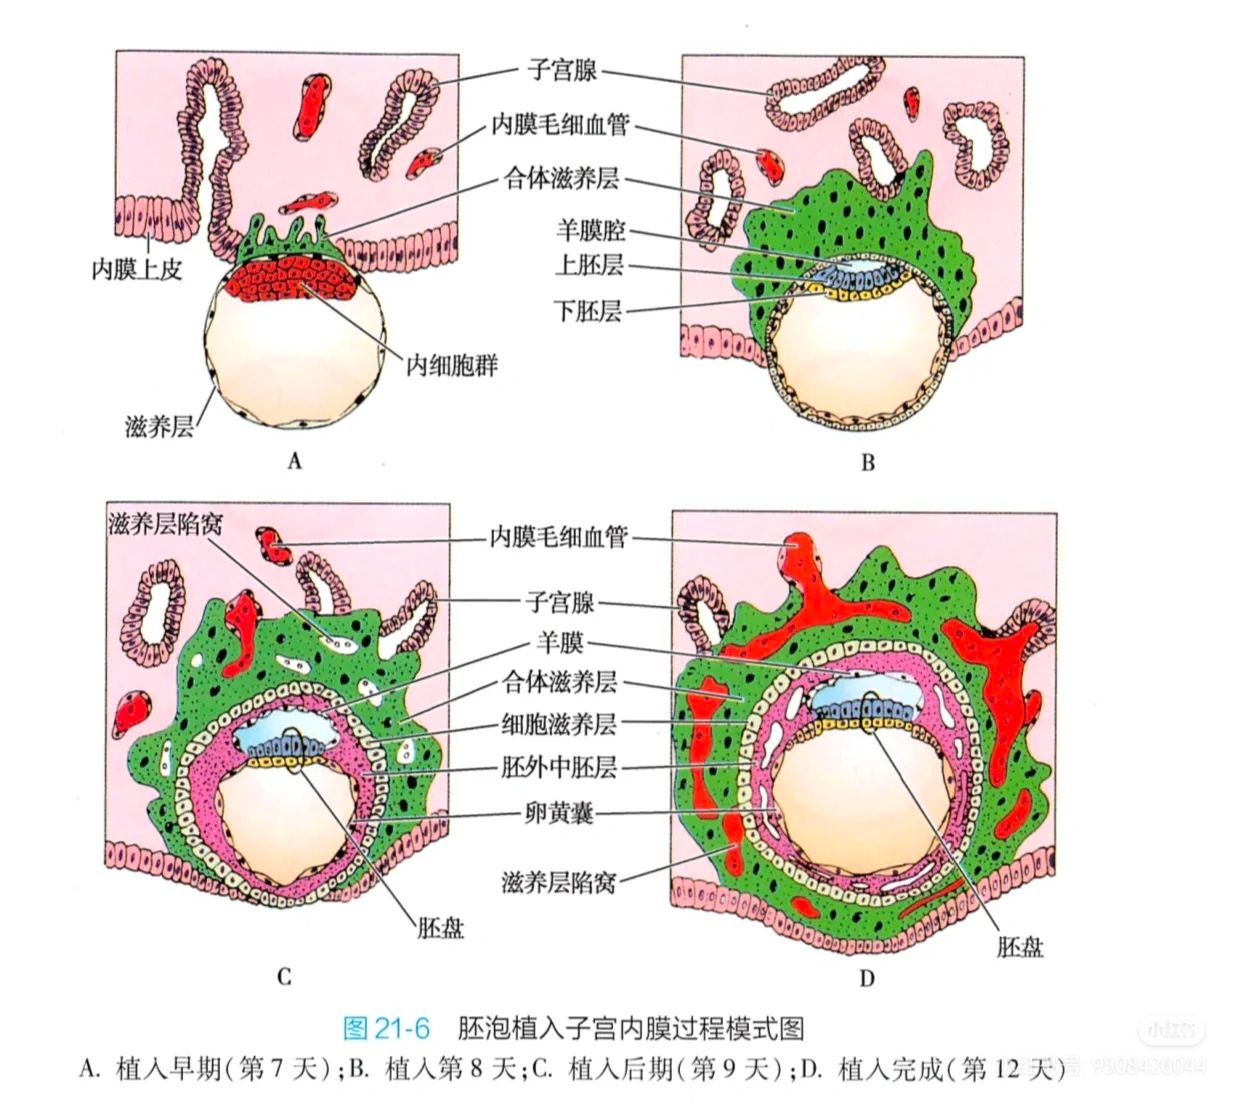 子宫腺
内膜毛细血管
合体滋养层
羊膜腔
上胚层
下胚层
内膜上皮
内细胞群
滋养层
A
B
滋养层陷窝
内膜毛细血管
子宫腺
羊膜
合体滋养层
细胞滋养层
胚外中胚层
卵黄囊
滋养层陷窝
胚盘
胚盘
C
D
图 21-6 胚泡植入子宫内膜过程模式图
A. 植入早期(第 7 天);B. 植入第 8 天;C. 植入后期(第 9 天);D. 植入完成(第 12 天)
小红书
9508426044